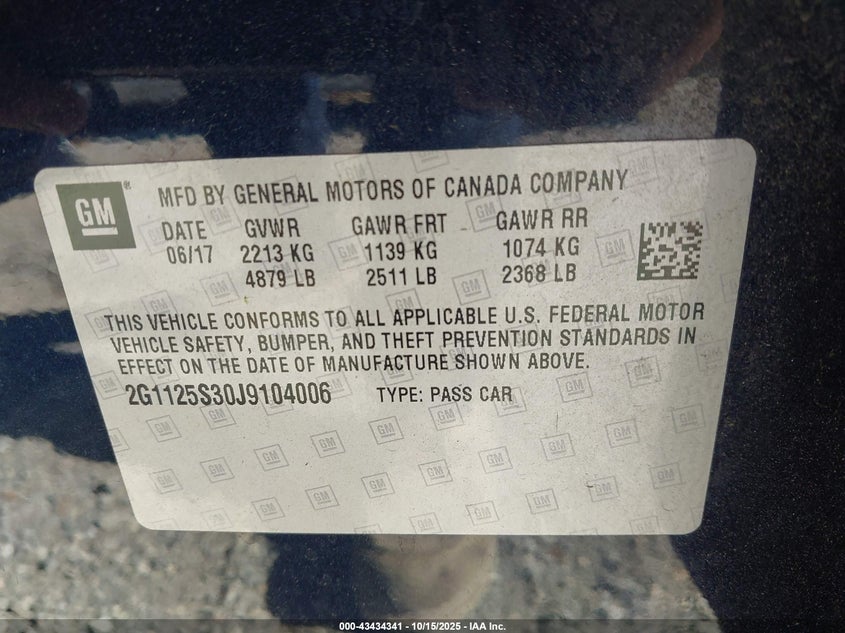 GM®
MFD BY GENERAL MOTORS OF CANADA COMPANY
DATE GVWR GAWR FRT GAWR RR
06/17 2213 KG 1139 KG 1074 KG
4879 LB 2511 LB 2368 LB
THIS VEHICLE CONFORMS TO ALL APPLICABLE U.S. FEDERAL MOTOR
VEHICLE SAFETY, BUMPER, AND THEFT PREVENTION STANDARDS IN
EFFECT ON THE DATE OF MANUFACTURE SHOWN ABOVE.
2G1125S30J9104006 TYPE: PASS CAR
000-43434341 - 10/15/2025 - IAA Inc.